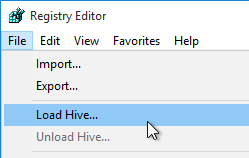 Registry Editor
File Edit View Favorites Help
Import...
Export...
Load Hive...
Unload Hive...